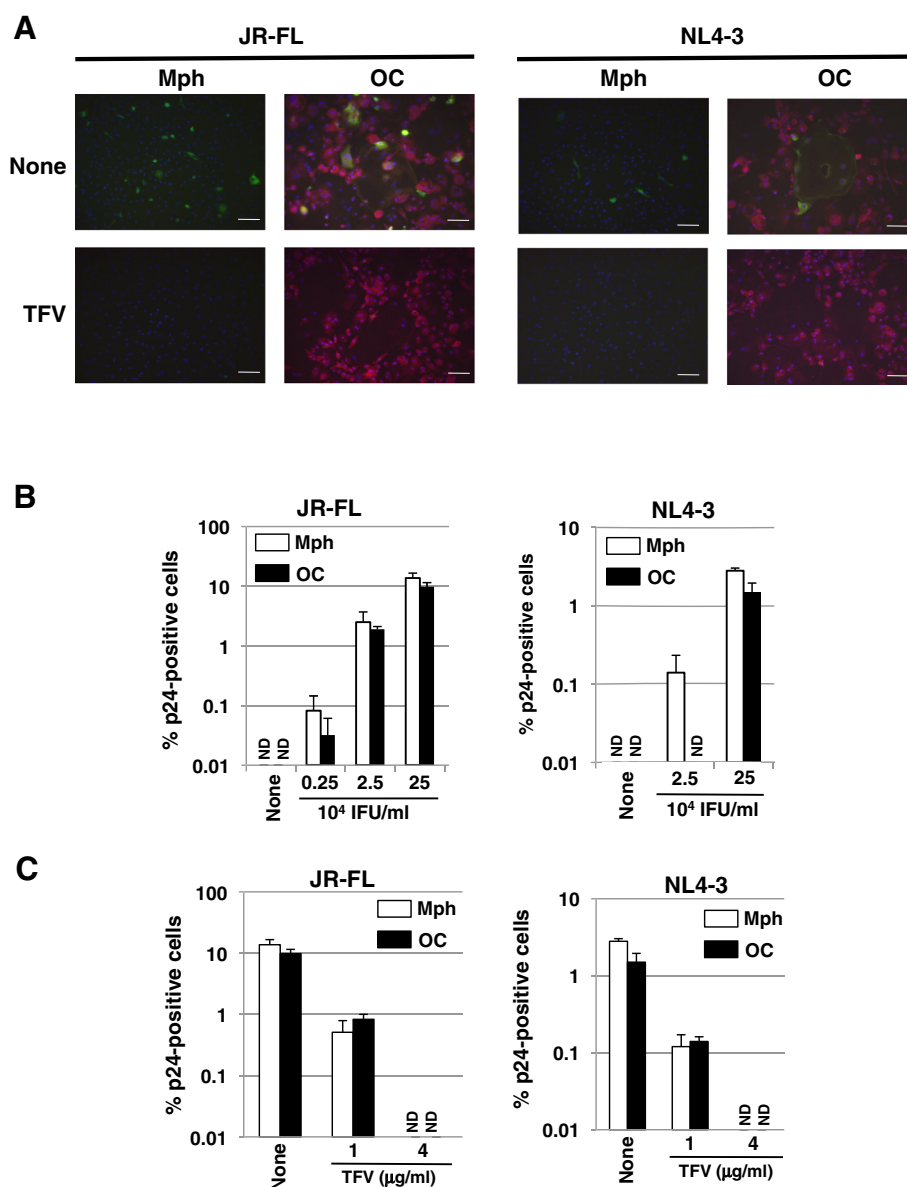 A
JR-FL
NL4-3
Mph
OC
Mph
OC
None
TFV
B
JR-FL
NL4-3
% p24-positive cells
100
10
1
0.1
0.01
Mph
OC
ND
ND
None
0.25
2.5
25
10⁴ IFU/ml
% p24-positive cells
10
1
0.1
0.01
Mph
OC
ND
ND
ND
None
2.5
25
10⁴ IFU/ml
C
JR-FL
NL4-3
% p24-positive cells
100
10
1
0.1
0.01
Mph
OC
ND
ND
None
1
4
TFV (μg/ml)
% p24-positive cells
10
1
0.1
0.01
Mph
OC
ND
ND
None
1
4
TFV (μg/ml)